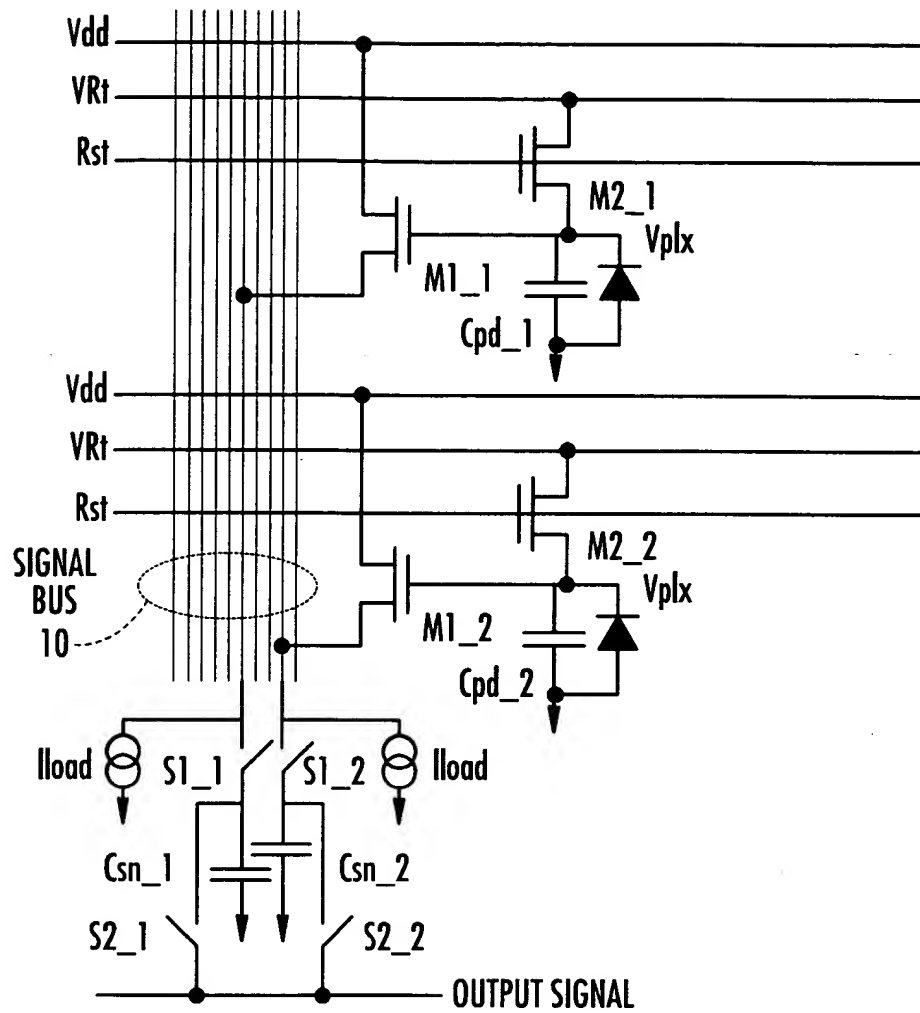 Vdd
VRt
Rst
M2_1
Vplx
M1_1
Cpd_1
Vdd
VRt
Rst
M2_2
SIGNAL
BUS
10
Vplx
M1_2
Cpd_2
Iload
S1_1
S1_2
Iload
Csn_1
Csn_2
S2_1
S2_2
OUTPUT SIGNAL